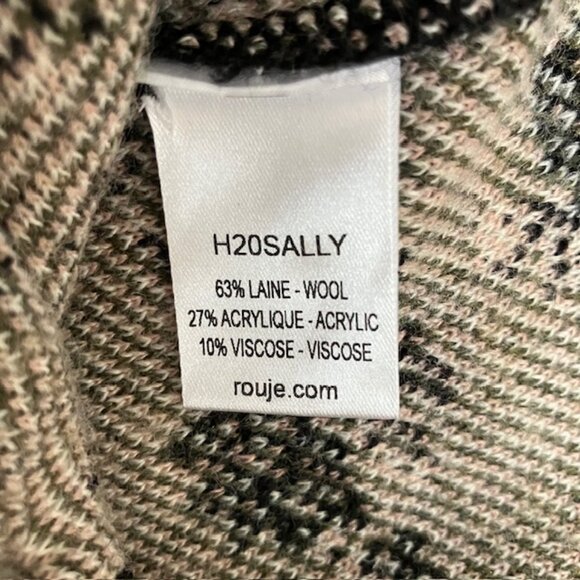 H20SALLY
63% LAINE - WOOL
27% ACRYLIQUE - ACRYLIC
10% VISCOSE - VISCOSE
rouje.com